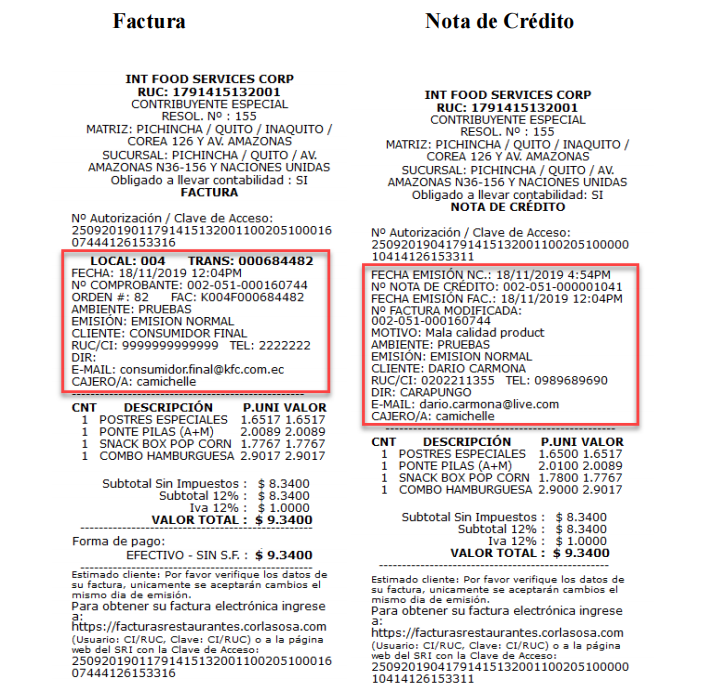 Factura
INT FOOD SERVICES CORP
RUC: 1791415132001
CONTRIBUYENTE ESPECIAL
RESOL. Nº : 155
MATRIZ: PICHINCHA / QUITO / INAQUITO /
COREA 126 Y AV. AMAZONAS
SUCURSAL: PICHINCHA / QUITO / AV.
AMAZONAS N36-156 Y NACIONES UNIDAS
Obligado a llevar contabilidad : SI
FACTURA
Nº Autorización / Clave de Acceso:
25092019011791415132001100205100016
07444126153316
LOCAL: 004 TRANS: 000684482
FECHA: 18/11/2019 12:04PM
Nº COMPROBANTE: 002-051-000160744
ORDEN #: 82 FAC: K004F000684482
AMBIENTE: PRUEBAS
EMISIÓN: EMISION NORMAL
CLIENTE: CONSUMIDOR FINAL
RUC/CI: 9999999999999 TEL: 2222222
DIR:
E-MAIL: consumidor.final@kfc.com.ec
CAJERO/A: camichelle
CNT DESCRIPCIÓN P.UNI VALOR
1 POSTRES ESPECIALES 1.6517 1.6517
1 PONTE PILAS (A+M) 2.0089 2.0089
1 SNACK BOX POP CORN 1.7767 1.7767
1 COMBO HAMBURGUESA 2.9017 2.9017
Subtotal Sin Impuestos : $ 8.3400
Subtotal 12% : $ 8.3400
Iva 12% : $ 1.0000
VALOR TOTAL : $ 9.3400
Forma de pago:
EFECTIVO - SIN S.F. : $ 9.3400
Estimado cliente: Por favor verifique los datos de
su factura, unicamente se aceptarán cambios el
mismo dia de emisión.
Para obtener su factura electrónica ingrese
a:
https://facturasrestaurantes.corlasosa.com
(Usuario: CI/RUC, Clave: CI/RUC) o a la página
web del SRI con la Clave de Acceso:
25092019011791415132001100205100016
07444126153316
Nota de Crédito
INT FOOD SERVICES CORP
RUC: 1791415132001
CONTRIBUYENTE ESPECIAL
RESOL. Nº : 155
MATRIZ: PICHINCHA / QUITO / INAQUITO /
COREA 126 Y AV. AMAZONAS
SUCURSAL: PICHINCHA / QUITO / AV.
AMAZONAS N36-156 Y NACIONES UNIDAS
Obligado a llevar contabilidad: SI
NOTA DE CRÉDITO
Nº Autorización / Clave de Acceso:
25092019041791415132001100205100000
10414126153311
FECHA EMISIÓN NC.: 18/11/2019 4:54PM
Nº NOTA DE CRÉDITO: 002-051-000001041
FECHA EMISIÓN FAC.: 18/11/2019 12:04PM
Nº FACTURA MODIFICADA:
002-051-000160744
MOTIVO: Mala calidad product
AMBIENTE: PRUEBAS
EMISIÓN: EMISION NORMAL
CLIENTE: DARIO CARMONA
RUC/CI: 0202211355 TEL: 0989689690
DIR: CARAPUNGO
E-MAIL: dario.carmona@live.com
CAJERO/A: camichelle
CNT DESCRIPCIÓN P.UNI VALOR
1 POSTRES ESPECIALES 1.6500 1.6517
1 PONTE PILAS (A+M) 2.0100 2.0089
1 SNACK BOX POP CORN 1.7800 1.7767
1 COMBO HAMBURGUESA 2.9000 2.9017
Subtotal Sin Impuestos : $ 8.3400
Subtotal 12% : $ 8.3400
Iva 12% : $ 1.0000
VALOR TOTAL : $ 9.3400
Estimado cliente: Por favor verifique los datos de
su factura, unicamente se aceptarán cambios el
mismo dia de emisión.
Para obtener su factura electrónica ingrese
a:
https://facturasrestaurantes.corlasosa.com
(Usuario: CI/RUC, Clave: CI/RUC) o a la página
web del SRI con la Clave de Acceso:
25092019041791415132001100205100000
10414126153311